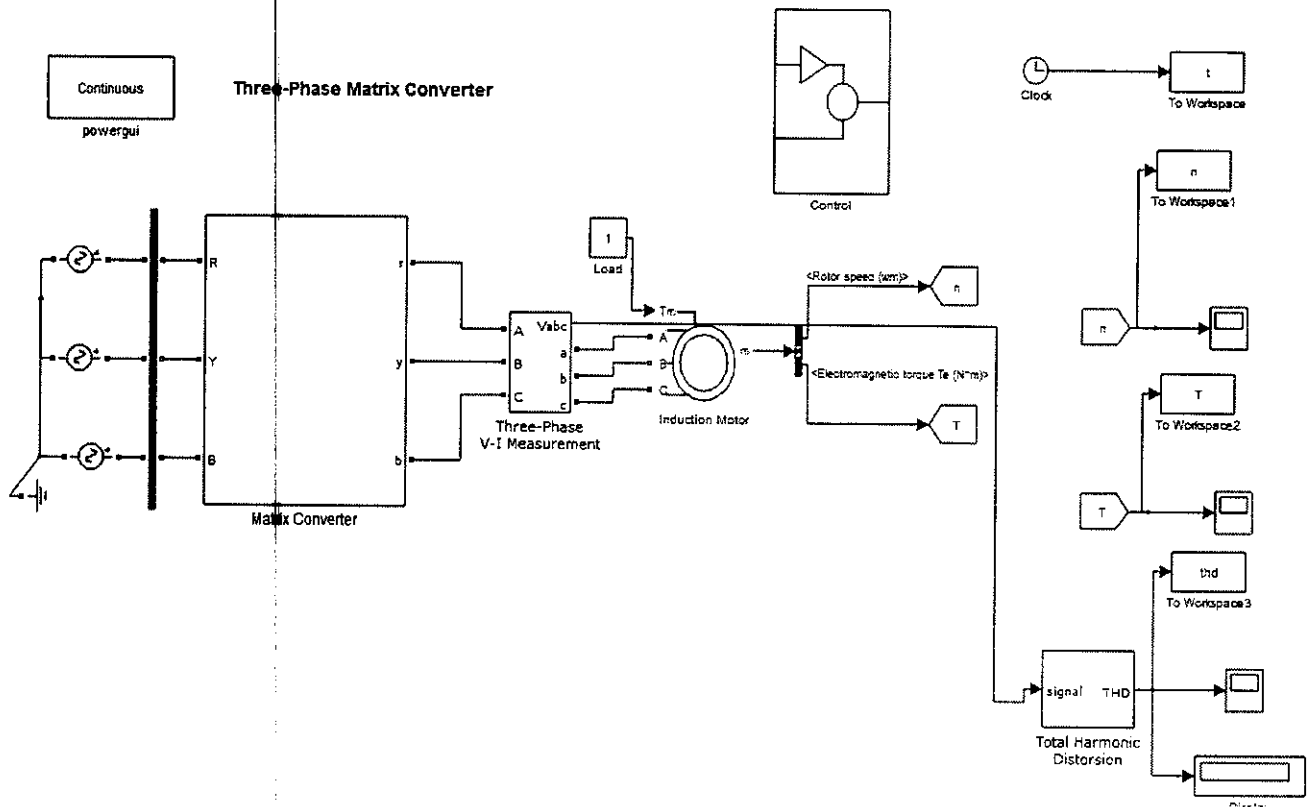 Continuous
powergui
Three-Phase Matrix Converter
Control
Clock
t
To Workspace
n
To Workspace1
R
Y
B
r
y
b
Matrix Converter
1
Load
Tm
A
B
C
Vabc
a
b
c
Three-Phase
V-I Measurement
A
B
C
m
Induction Motor
<Rotor speed (wm)>
n
<Electromagnetic torque Te (N*m)>
T
n
T
To Workspace2
T
thd
To Workspace3
signal
THD
Total Harmonic
Distorsion